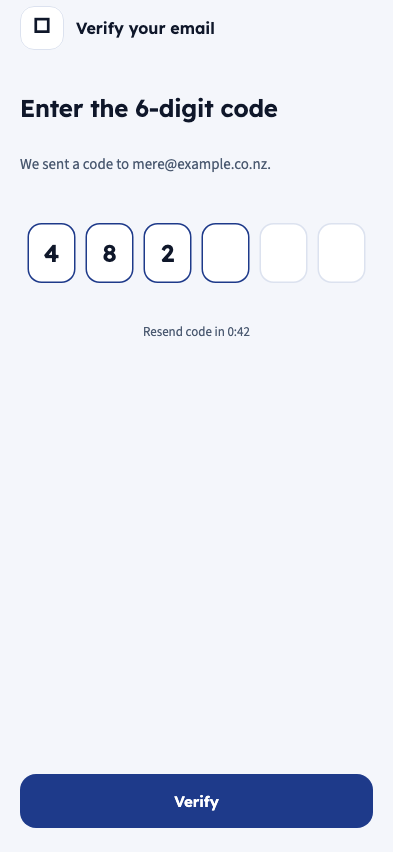 Verify your email
Enter the 6-digit code
We sent a code to mere@example.co.nz.
4 8 2
Resend code in 0:42
Verify